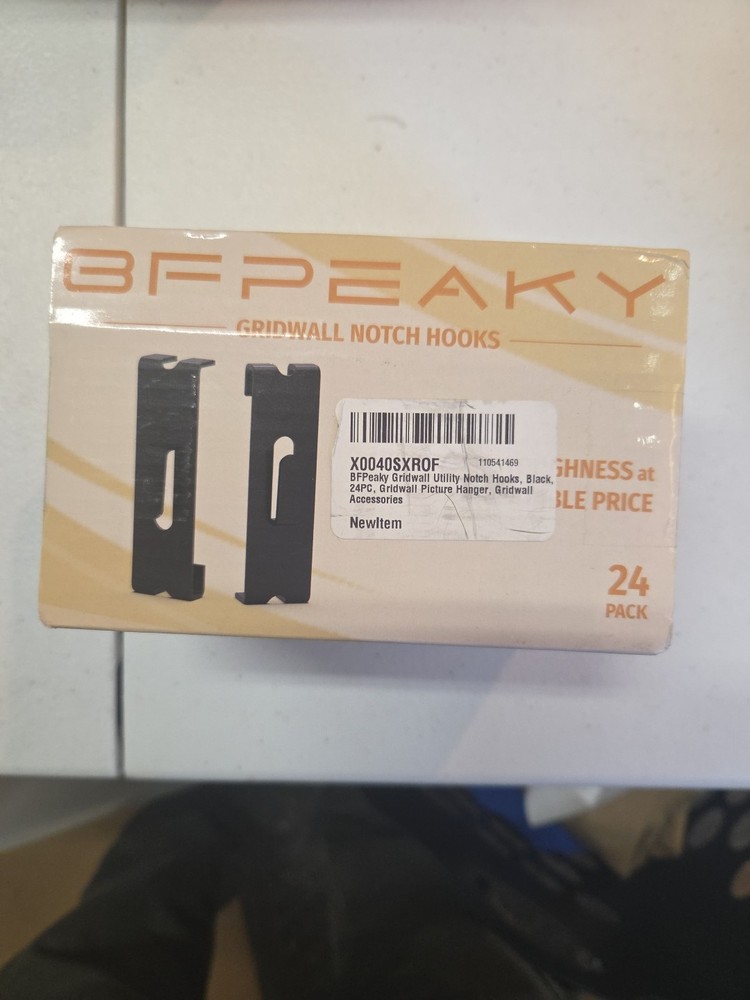 BFPEAKY
GRIDWALL NOTCH HOOKS
X0040SXROF 110541469
BFPeaky Gridwall Utility Notch Hooks, Black,
24PC, Gridwall Picture Hanger, Gridwall
Accessories
NewItem
GHNESS at
BLE PRICE
24
PACK